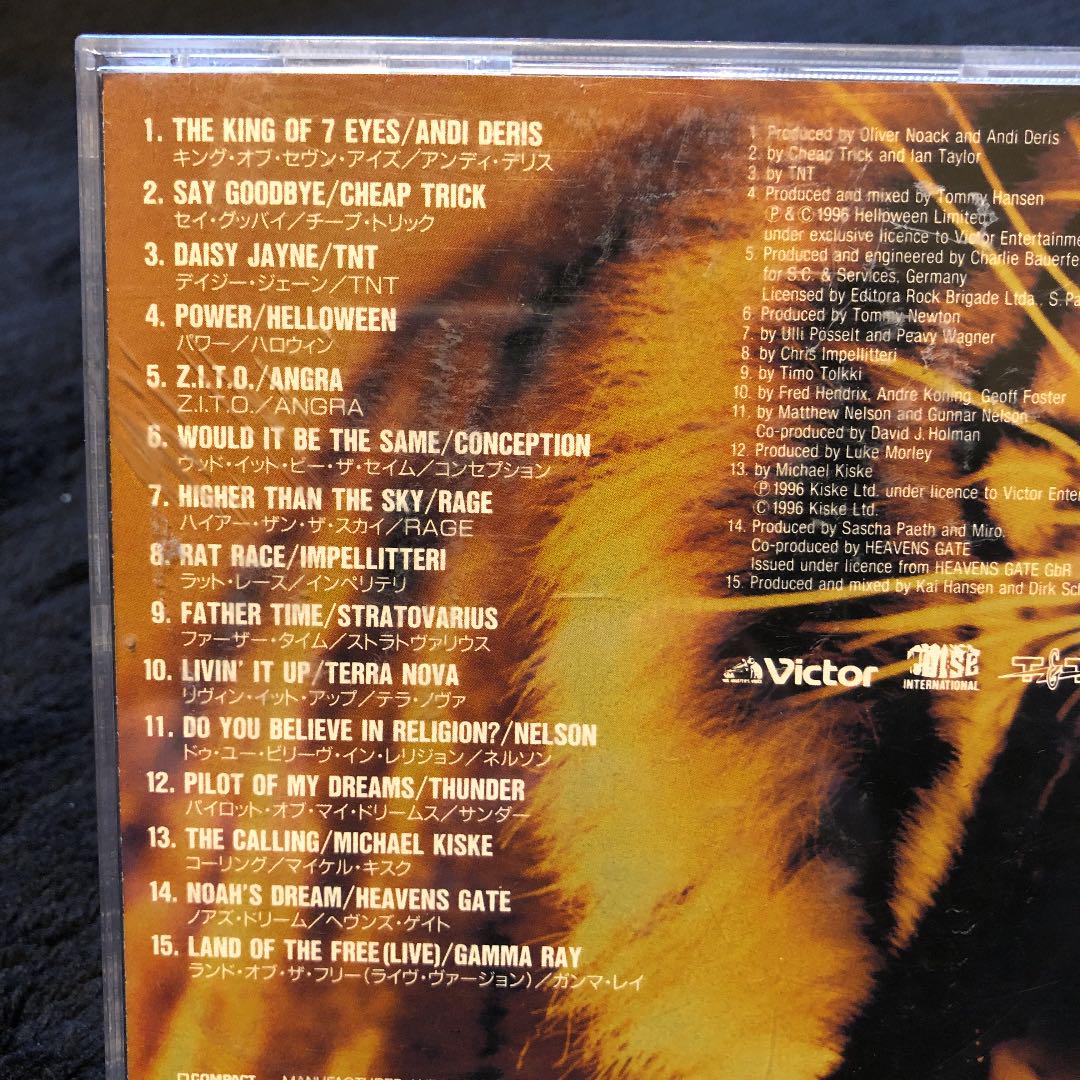 1. THE KING OF 7 EYES/ANDI DERIS
キング・オブ・セヴン・アイズ/アンディ・デリス
2. SAY GOODBYE/CHEAP TRICK
セイ・グッバイ/チープ・トリック
3. DAISY JAYNE/TNT
デイジー・ジェーン/TNT
4. POWER/HELLOWEEN
パワー/ハロウィン
5. Z.I.T.O./ANGRA
Z.I.T.O./ANGRA
6. WOULD IT BE THE SAME/CONCEPTION
ウッド・イット・ビー・ザ・セイム/コンセプション
7. HIGHER THAN THE SKY/RAGE
ハイアー・ザン・ザ・スカイ/RAGE
8. RAT RACE/IMPELLITTERI
ラット・レース/インペリテリ
9. FATHER TIME/STRATOVARIUS
ファーザー・タイム/ストラトヴァリウス
10. LIVIN' IT UP/TERRA NOVA
リヴィン・イット・アップ/テラ・ノヴァ
11. DO YOU BELIEVE IN RELIGION?/NELSON
ドゥ・ユー・ビリーヴ・イン・レリジョン/ネルソン
12. PILOT OF MY DREAMS/THUNDER
パイロット・オブ・マイ・ドリームス/サンダー
13. THE CALLING/MICHAEL KISKE
コーリング/マイケル・キスク
14. NOAH'S DREAM/HEAVENS GATE
ノアズ・ドリーム/ヘヴンズ・ゲイト
15. LAND OF THE FREE(LIVE)/GAMMA RAY
ランド・オブ・ザ・フリー(ライヴ・ヴァージョン)/ガンマ・レイ
1. Produced by Oliver Noack and Andi Deris
2. by Cheap Trick and Ian Taylor
3. by TNT
4. Produced and mixed by Tommy Hansen
Ⓟ & © 1996 Helloween Limited
under exclusive licence to Victor Entertainme
5. Produced and engineered by Charlie Bauerfe
for S.C. & Services, Germany
Licensed by Editora Rock Brigade Ltda., S. Pa
6. Produced by Tommy Newton
7. by Ulli Pösselt and Peavy Wagner
8. by Chris Impellitteri
9. by Timo Tolkki
10. by Fred Hendrix, Andre Koning, Geoff Foster
11. by Matthew Nelson and Gunnar Nelson
Co-produced by David J. Holman
12. Produced by Luke Morley
13. by Michael Kiske
Ⓟ 1996 Kiske Ltd. under licence to Victor Enter
© 1996 Kiske Ltd.
14. Produced by Sascha Paeth and Miro.
Co-produced by HEAVENS GATE
Issued under licence from HEAVENS GATE GbR
15. Produced and mixed by Kai Hansen and Dirk Sch
Victor
NOISE
INTERNATIONAL
COMPACT